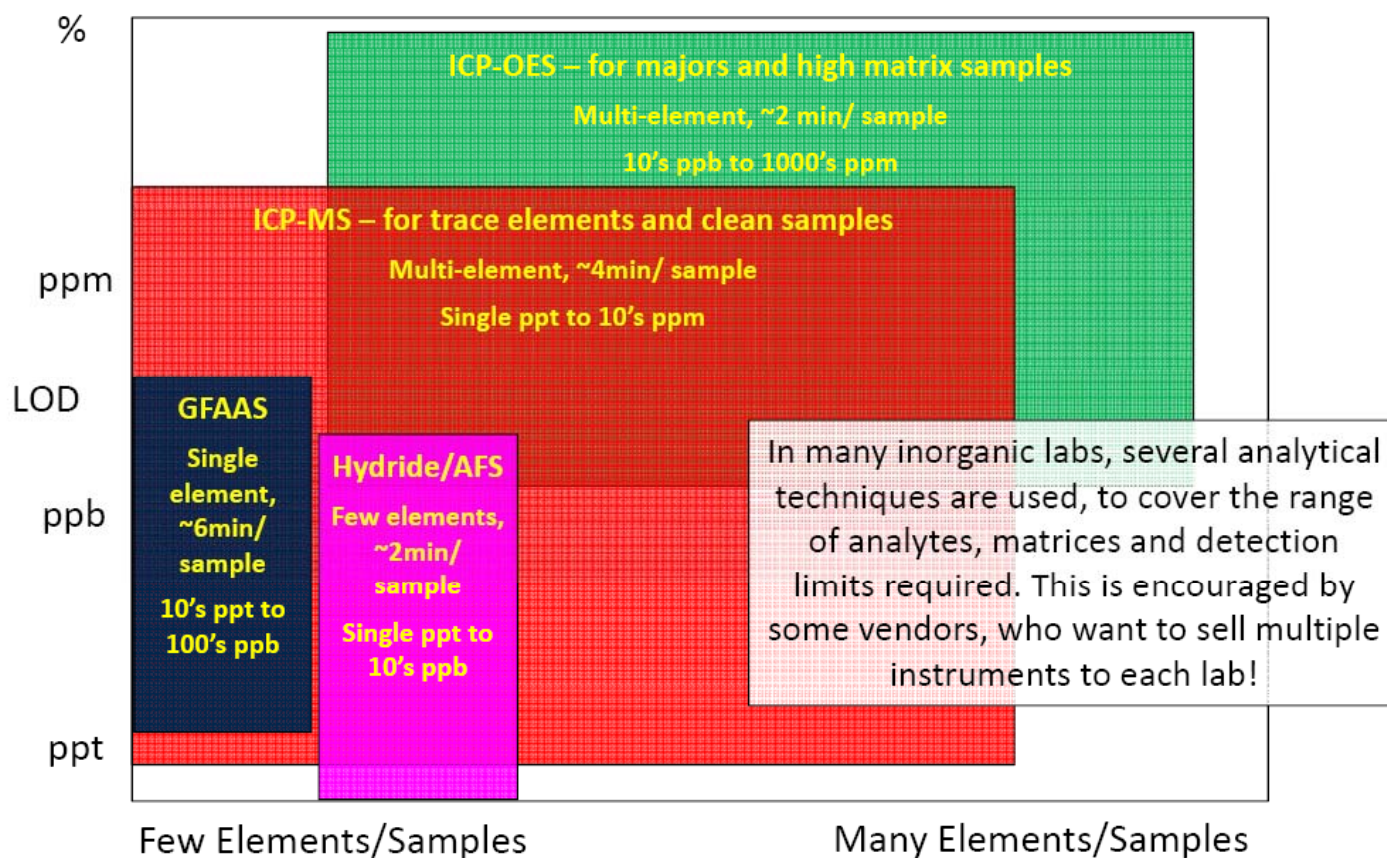 %
ICP-OES – for majors and high matrix samples
Multi-element, ~2 min/ sample
10’s ppb to 1000’s ppm
ICP-MS – for trace elements and clean samples
Multi-element, ~4min/ sample
Single ppt to 10’s ppm
ppm
LOD
ppb
ppt
GFAAS
Single
element,
~6min/
sample
10’s ppt to
100’s ppb
Hydride/AFS
Few elements,
~2min/
sample
Single ppt to
10’s ppb
In many inorganic labs, several analytical
techniques are used, to cover the range
of analytes, matrices and detection
limits required. This is encouraged by
some vendors, who want to sell multiple
instruments to each lab!
Few Elements/Samples
Many Elements/Samples